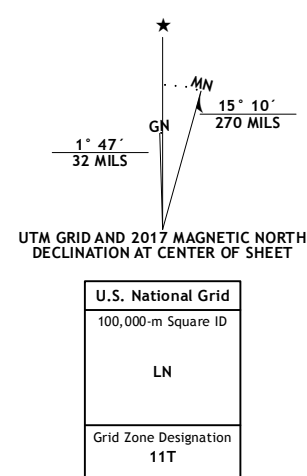 ★
MN
GN
15° 10´
270 MILS
1° 47´
32 MILS
UTM GRID AND 2017 MAGNETIC NORTH
DECLINATION AT CENTER OF SHEET
U.S. National Grid
100,000-m Square ID
LN
Grid Zone Designation
11T